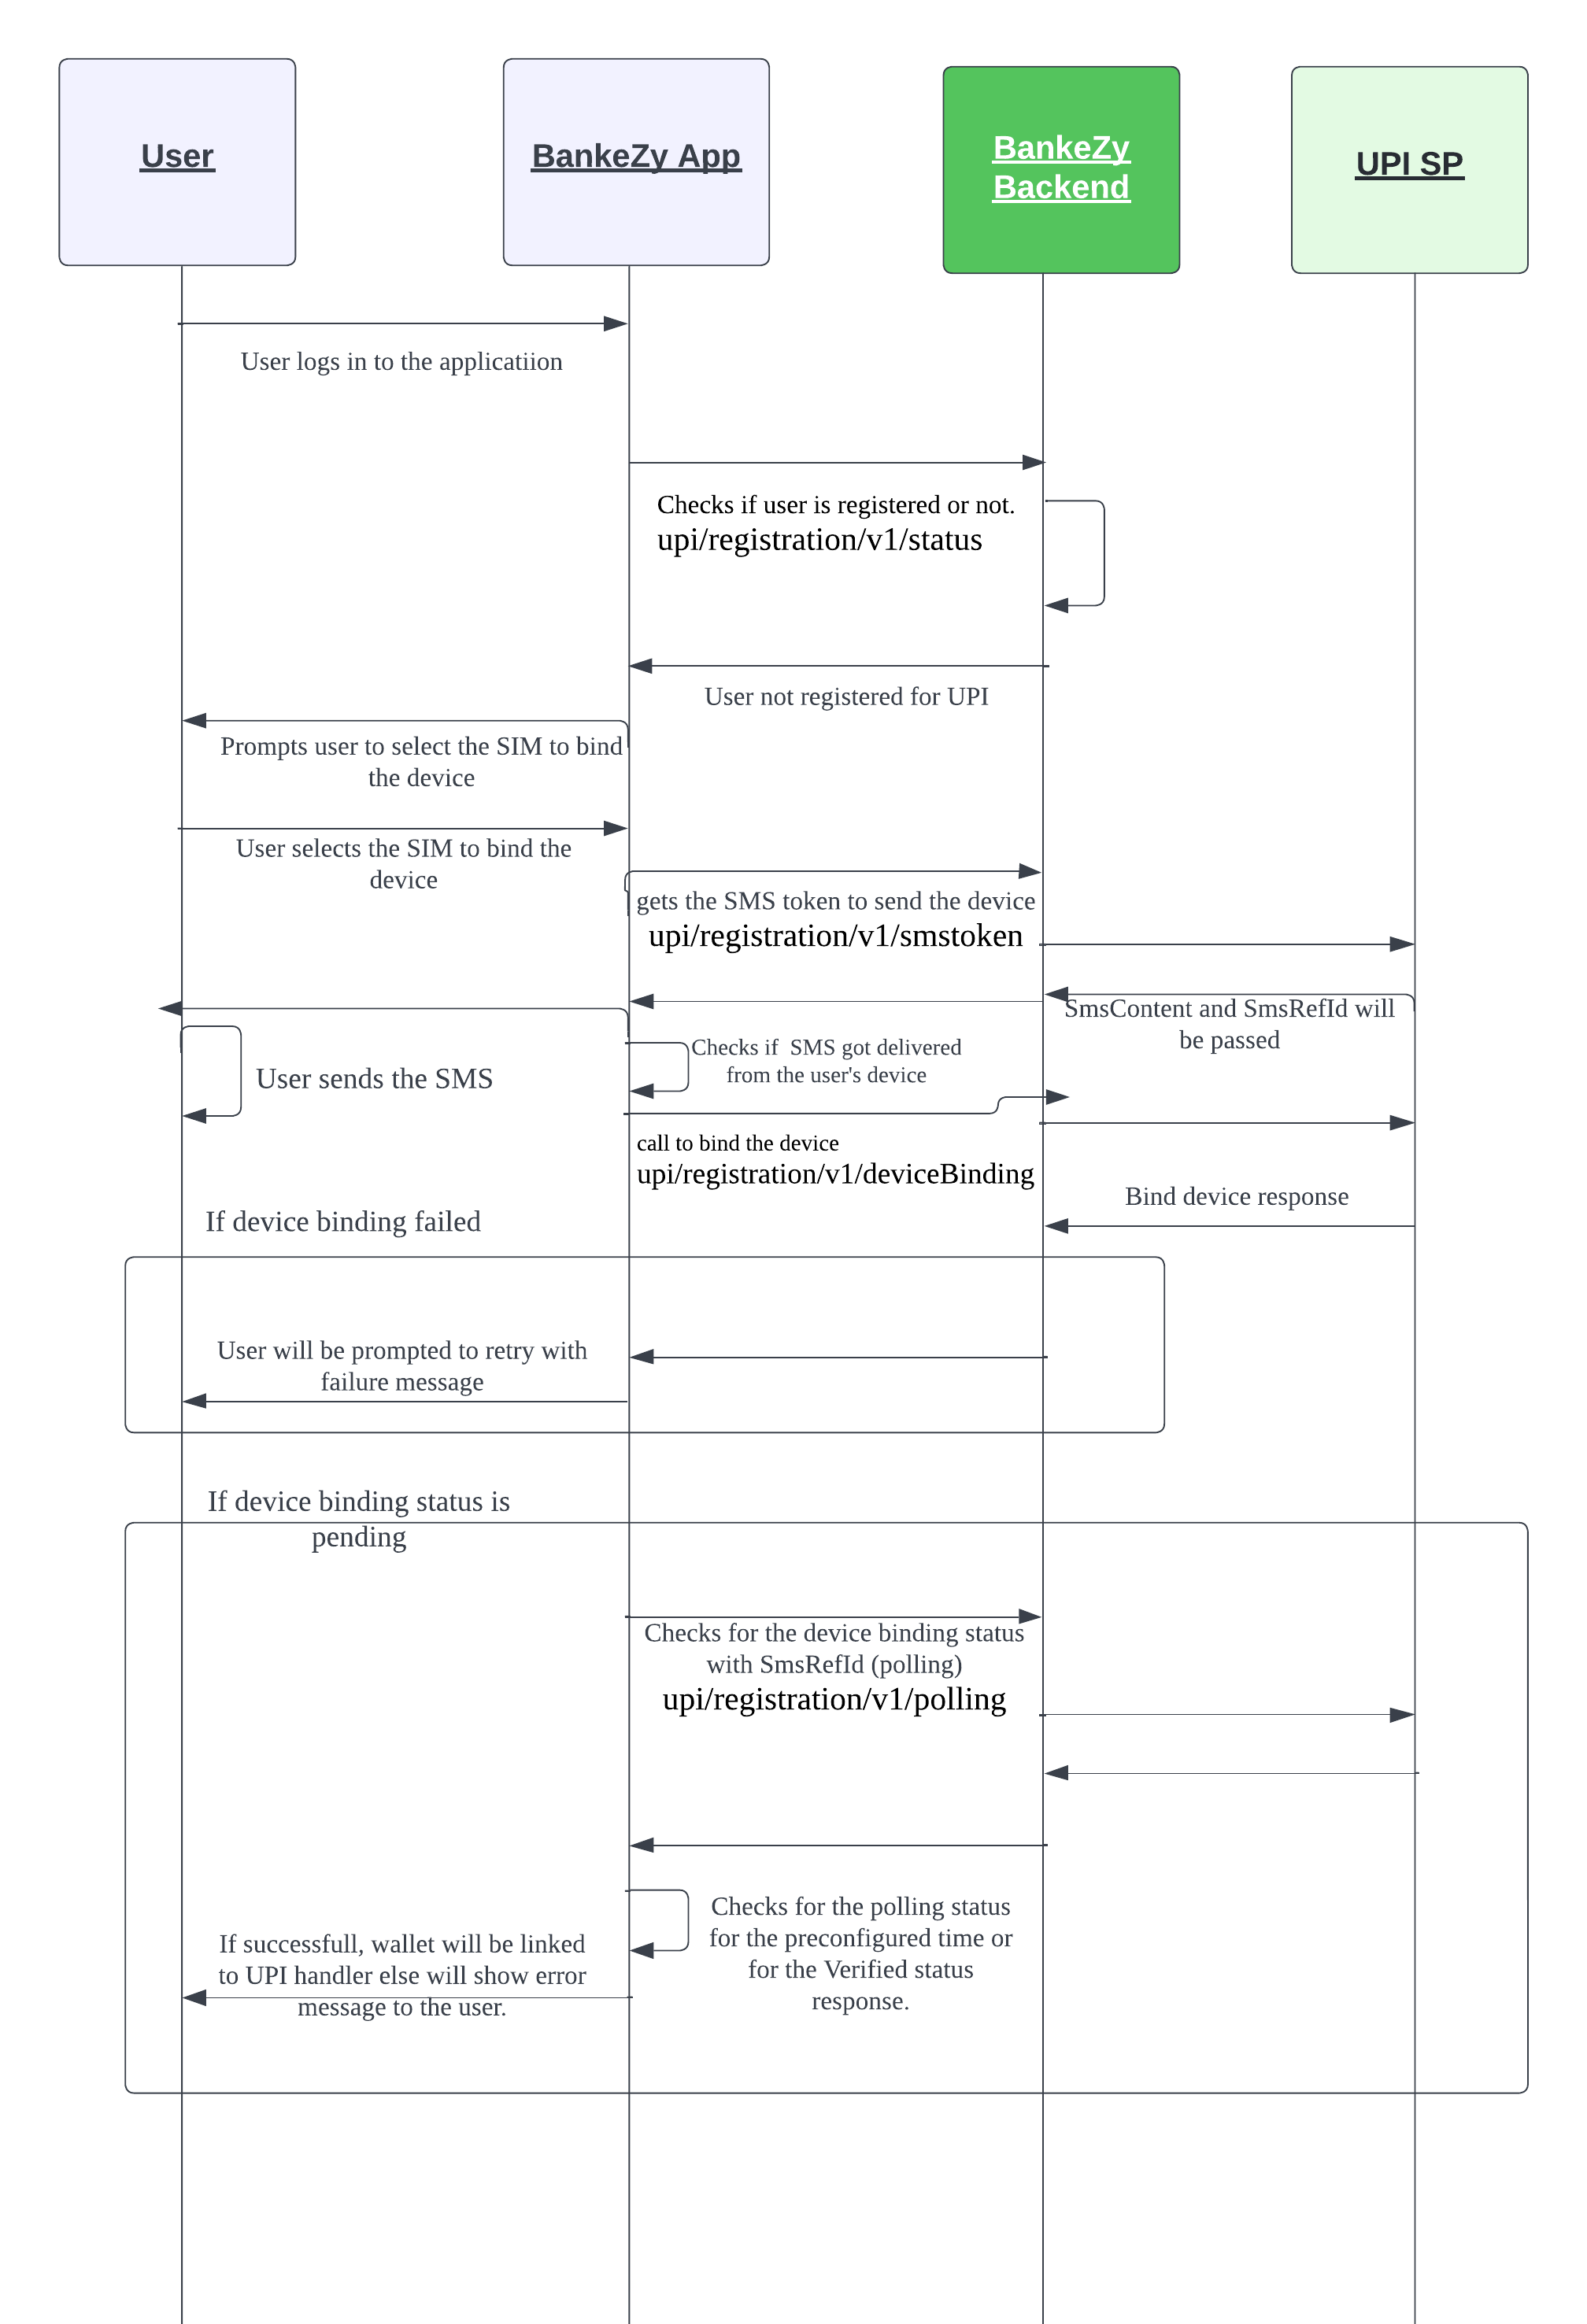 User
BankeZy App
BankeZy
Backend
UPI SP
User logs in to the applicatiion
Checks if user is registered or not.
upi/registration/v1/status
User not registered for UPI
Prompts user to select the SIM to bind
the device
User selects the SIM to bind the
device
gets the SMS token to send the device
upi/registration/v1/smstoken
SmsContent and SmsRefId will
be passed
Checks if  SMS got delivered
from the user's device
User sends the SMS
call to bind the device
upi/registration/v1/deviceBinding
Bind device response
If device binding failed
User will be prompted to retry with
failure message
If device binding status is
pending
Checks for the device binding status
with SmsRefId (polling)
upi/registration/v1/polling
Checks for the polling status
for the preconfigured time or
for the Verified status
response.
If successfull, wallet will be linked
to UPI handler else will show error
message to the user.